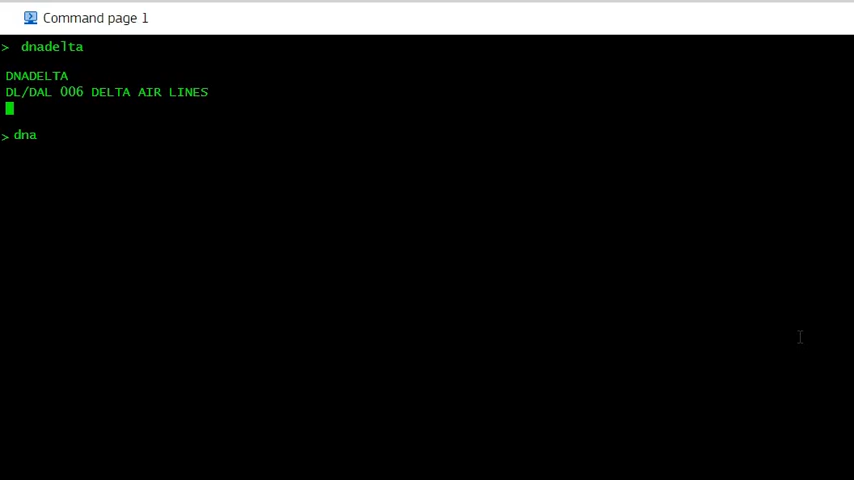 Command page 1
> dnadelta
DNADELTA
DL/DAL 006 DELTA AIR LINES
> dna